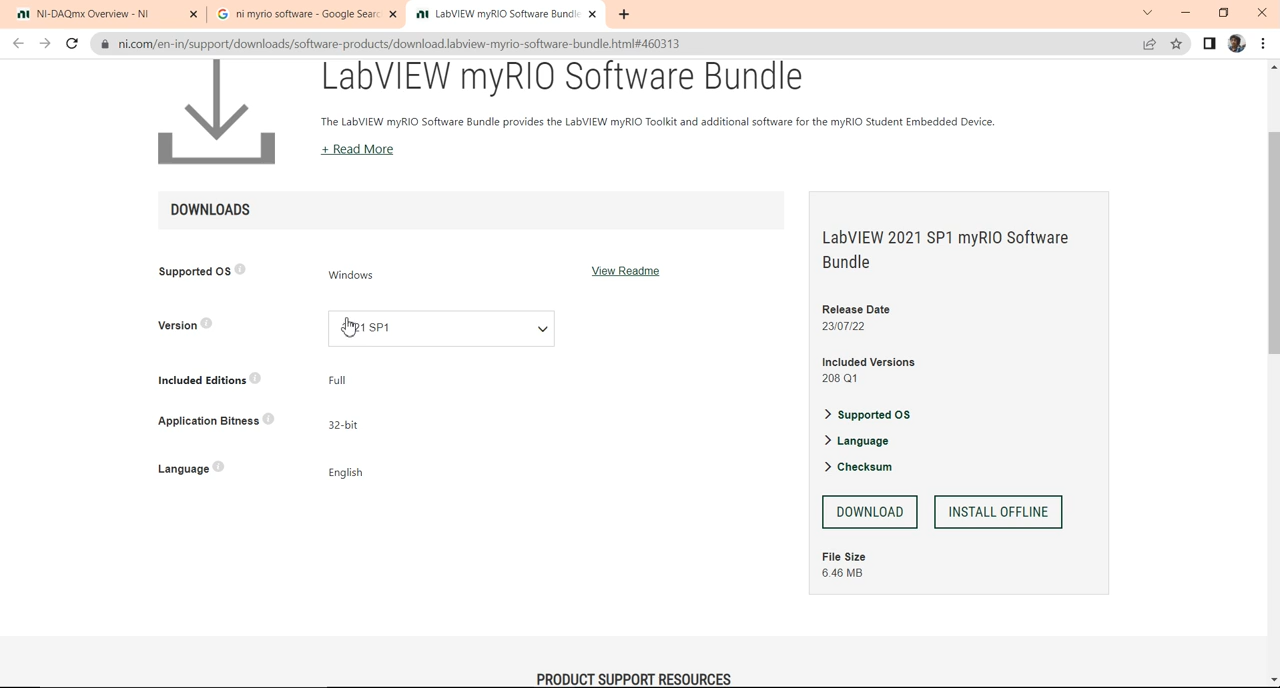 NI-DAQmx Overview - NI
ni myrio software - Google Searc
LabVIEW myRIO Software Bundle
ni.com/en-in/support/downloads/software-products/download.labview-myrio-software-bundle.html#460313
LabVIEW myRIO Software Bundle
The LabVIEW myRIO Software Bundle provides the LabVIEW myRIO Toolkit and additional software for the myRIO Student Embedded Device.
+ Read More
DOWNLOADS
Supported OS
Windows
View Readme
Version
21 SP1
Included Editions
Full
Application Bitness
32-bit
Language
English
LabVIEW 2021 SP1 myRIO Software
Bundle
Release Date
23/07/22
Included Versions
208 Q1
Supported OS
Language
Checksum
DOWNLOAD
INSTALL OFFLINE
File Size
6.46 MB
PRODUCT SUPPORT RESOURCES